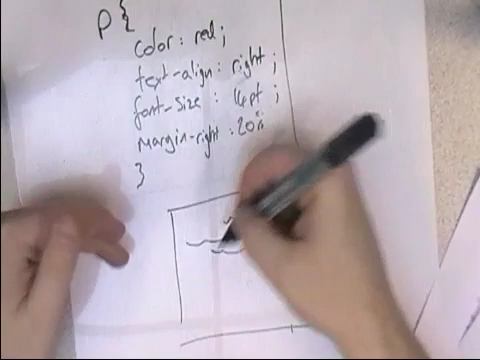 P{
color: red;
text-align: right;
font-size: 16pt;
margin-right: 20%
}